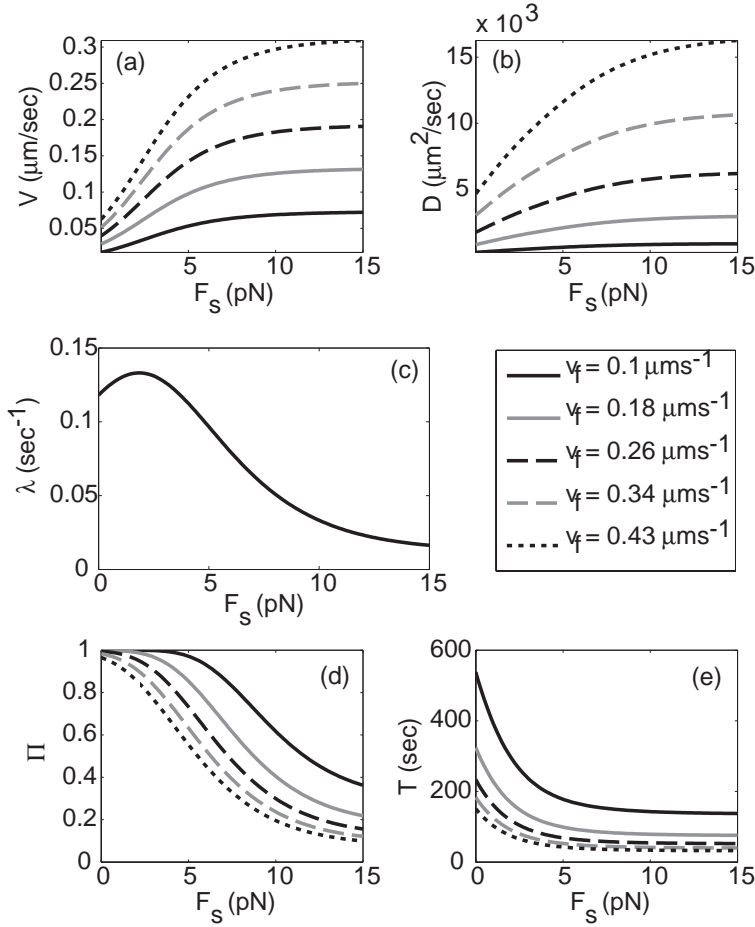 x 10³
0.3
0.25
0.2
0.15
0.1
0.05
V (μm/sec)
(a)
5
10
15
F_s (pN)
15
10
5
D (μm²/sec)
(b)
5
10
15
F_s (pN)
0.15
0.1
0.05
0
λ (sec⁻¹)
(c)
0
5
10
15
F_s (pN)
v_f = 0.1 μms⁻¹
v_f = 0.18 μms⁻¹
v_f = 0.26 μms⁻¹
v_f = 0.34 μms⁻¹
v_f = 0.43 μms⁻¹
1
0.8
0.6
0.4
0.2
0
Π
(d)
0
5
10
15
F_s (pN)
600
400
200
0
T (sec)
(e)
0
5
10
15
F_s (pN)